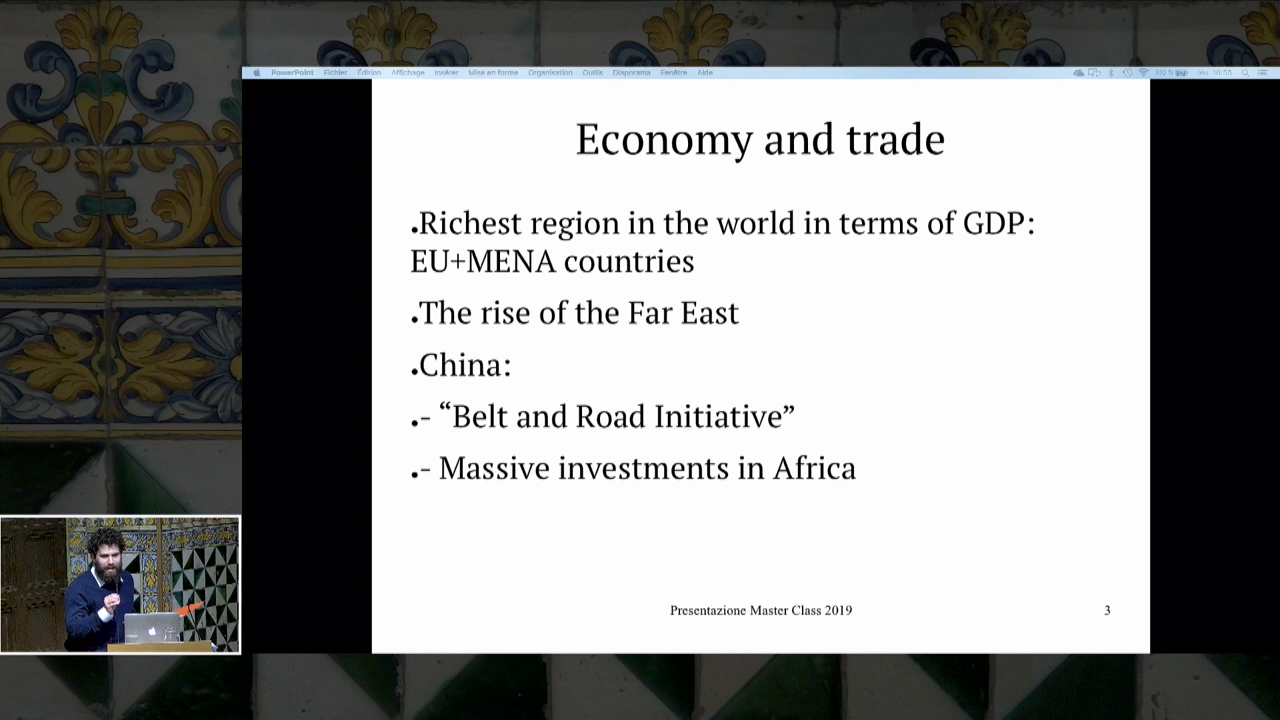 PowerPoint Fichier Édition Affichage Insérer Mise en forme Organisation Outils Diaporama Fenêtre Aide
100 %
Economy and trade
•Richest region in the world in terms of GDP:
EU+MENA countries
•The rise of the Far East
•China:
•- “Belt and Road Initiative”
•- Massive investments in Africa
Presentazione Master Class 2019
3